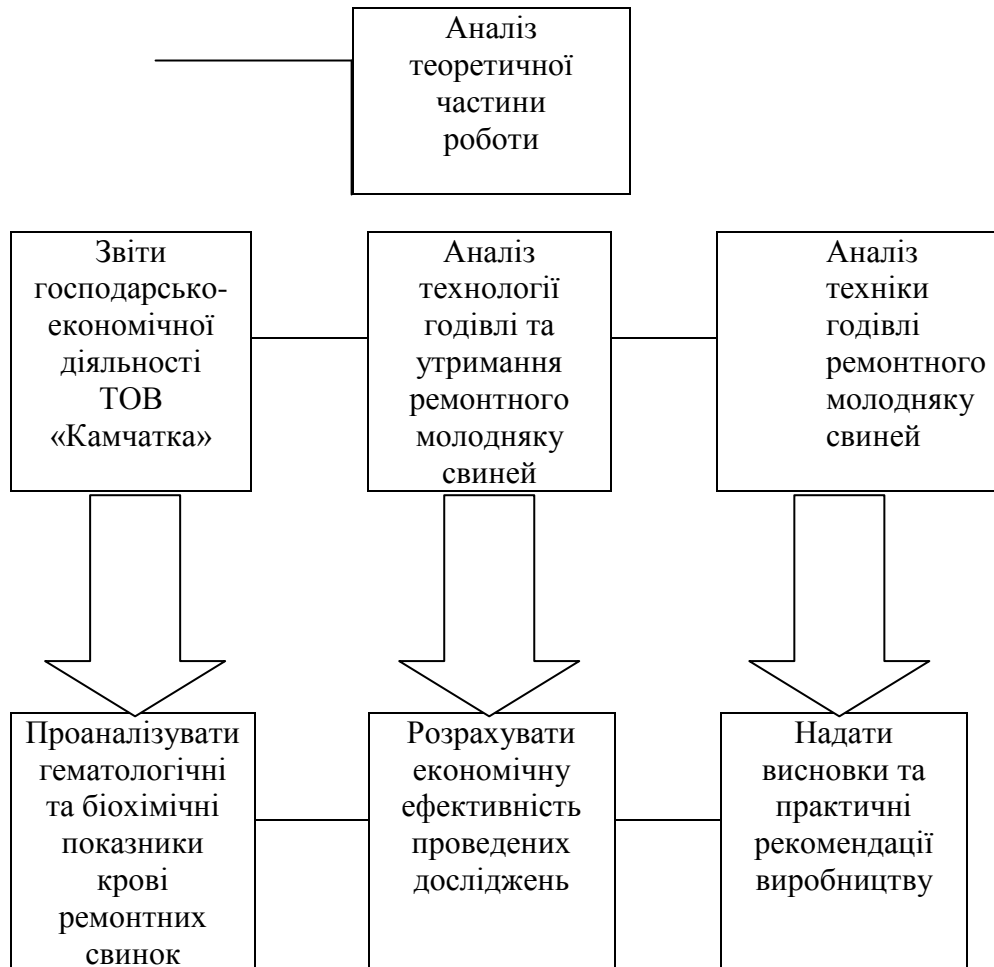 Аналіз
теоретичної
частини
роботи
Звіти
господарсько-
економічної
діяльності
ТОВ
«Камчатка»
Аналіз
технології
годівлі та
утримання
ремонтного
молодняку
свиней
Аналіз
техніки
годівлі
ремонтного
молодняку
свиней
Проаналізувати
гематологічні
та біохімічні
показники
крові
ремонтних
свинок
Розрахувати
економічну
ефективність
проведених
досліджень
Надати
висновки та
практичні
рекомендації
виробництву